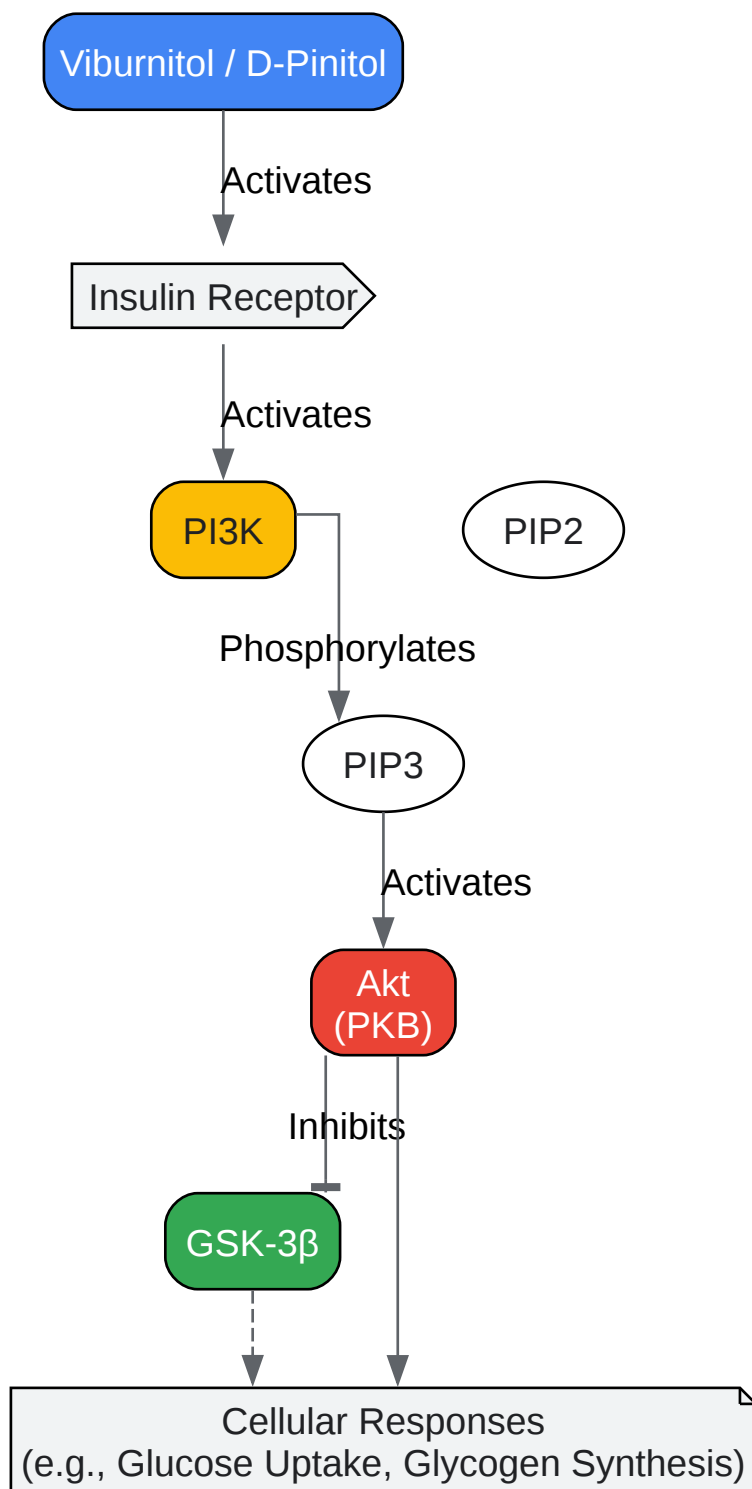 Viburnitol / D-Pinitol
Activates
Insulin Receptor
Activates
PI3K
PIP2
Phosphorylates
PIP3
Activates
Akt
(PKB)
Inhibits
GSK-3β
Cellular Responses
(e.g., Glucose Uptake, Glycogen Synthesis)